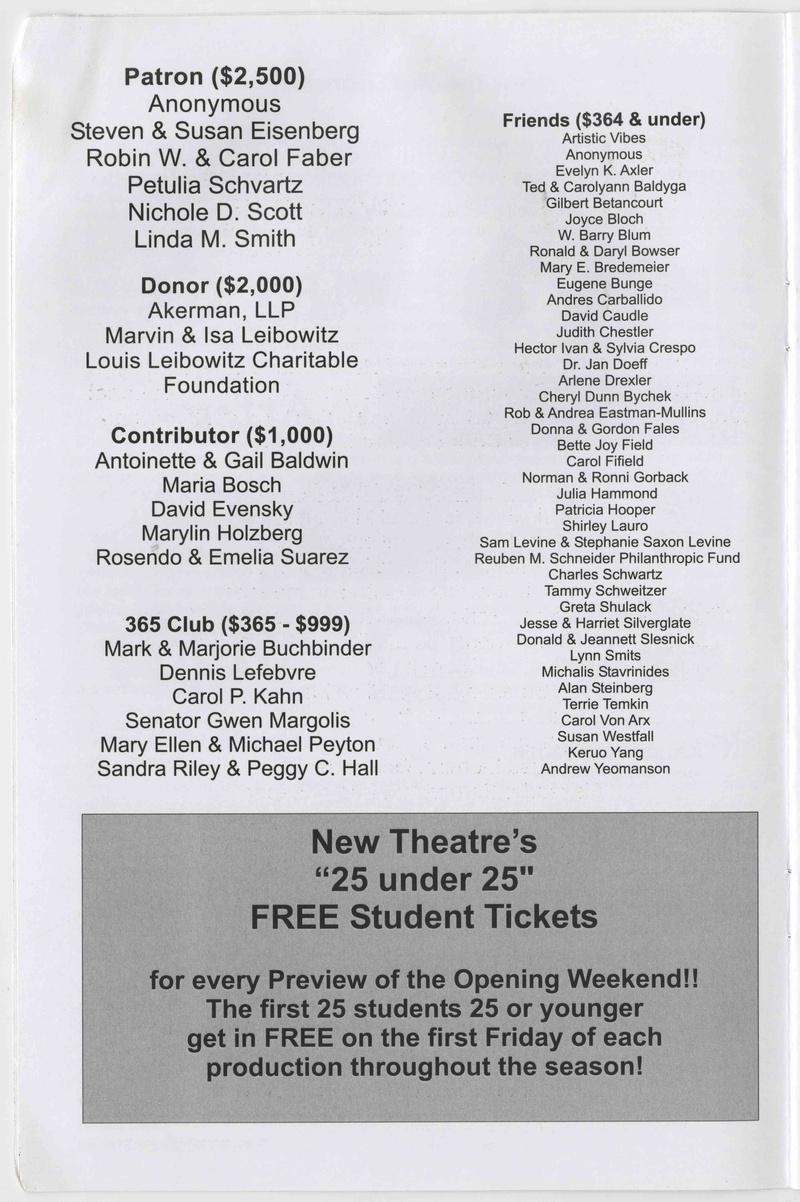 Patron ($2,500)
Anonymous
Steven & Susan Eisenberg
Robin W. & Carol Faber
Petulia Schvartz
Nichole D. Scott
Linda M. Smith
Donor ($2,000)
Akerman, LLP
Marvin & Isa Leibowitz
Louis Leibowitz Charitable
Foundation
Contributor ($1,000)
Antoinette & Gail Baldwin
Maria Bosch
David Evensky
Marylin Holzberg
Rosendo & Emelia Suarez
365 Club ($365 - $999)
Mark & Marjorie Buchbinder
Dennis Lefebvre
Carol P. Kahn
Senator Gwen Margolis
Mary Ellen & Michael Peyton
Sandra Riley & Peggy C. Hall
Friends ($364 & under)
Artistic Vibes
Anonymous
Evelyn K. Axler
Ted & Carolyann Baldyga
Gilbert Betancourt
Joyce Bloch
W. Barry Blum
Ronald & Daryl Bowser
Mary E. Bredemeier
Eugene Bunge
Andres Carballido
David Caudle
Judith Chestler
Hector Ivan & Sylvia Crespo
Dr. Jan Doeff
Arlene Drexler
Cheryl Dunn Bychek
Rob & Andrea Eastman-Mullins
Donna & Gordon Fales
Bette Joy Field
Carol Fifield
Norman & Ronni Gorback
Julia Hammond
Patricia Hooper
Shirley Lauro
Sam Levine & Stephanie Saxon Levine
Reuben M. Schneider Philanthropic Fund
Charles Schwartz
Tammy Schweitzer
Greta Shulack
Jesse & Harriet Silverglate
Donald & Jeannett Slesnick
Lynn Smits
Michalis Stavrinides
Alan Steinberg
Terrie Temkin
Carol Von Arx
Susan Westfall
Keruo Yang
Andrew Yeomanson
New Theatre's
“25 under 25"
FREE Student Tickets
for every Preview of the Opening Weekend!!
The first 25 students 25 or younger
get in FREE on the first Friday of each
production throughout the season!